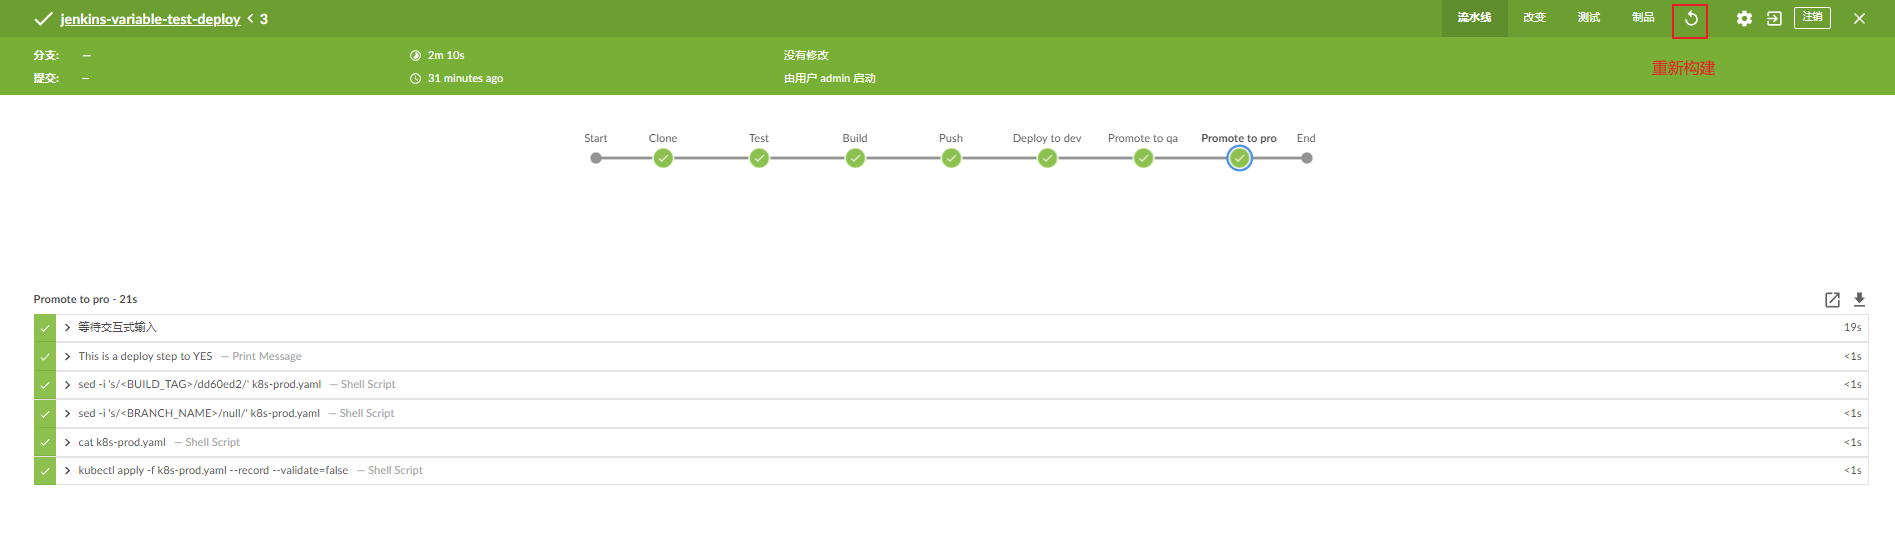 jenkins-variable-test-deploy < 3
流水线 改变 测试 制品 注销
分支: — 2m 10s 没有修改
提交: — 31 minutes ago 由用户 admin 启动
重新构建
Start Clone Test Build Push Deploy to dev Promote to qa Promote to pro End
Promote to pro - 21s
等待交互式输入 19s
This is a deploy step to YES — Print Message <1s
sed -i 's/<BUILD_TAG>/dd60ed2/' k8s-prod.yaml — Shell Script <1s
sed -i 's/<BRANCH_NAME>/null/' k8s-prod.yaml — Shell Script <1s
cat k8s-prod.yaml — Shell Script <1s
kubectl apply -f k8s-prod.yaml --record --validate=false — Shell Script <1s